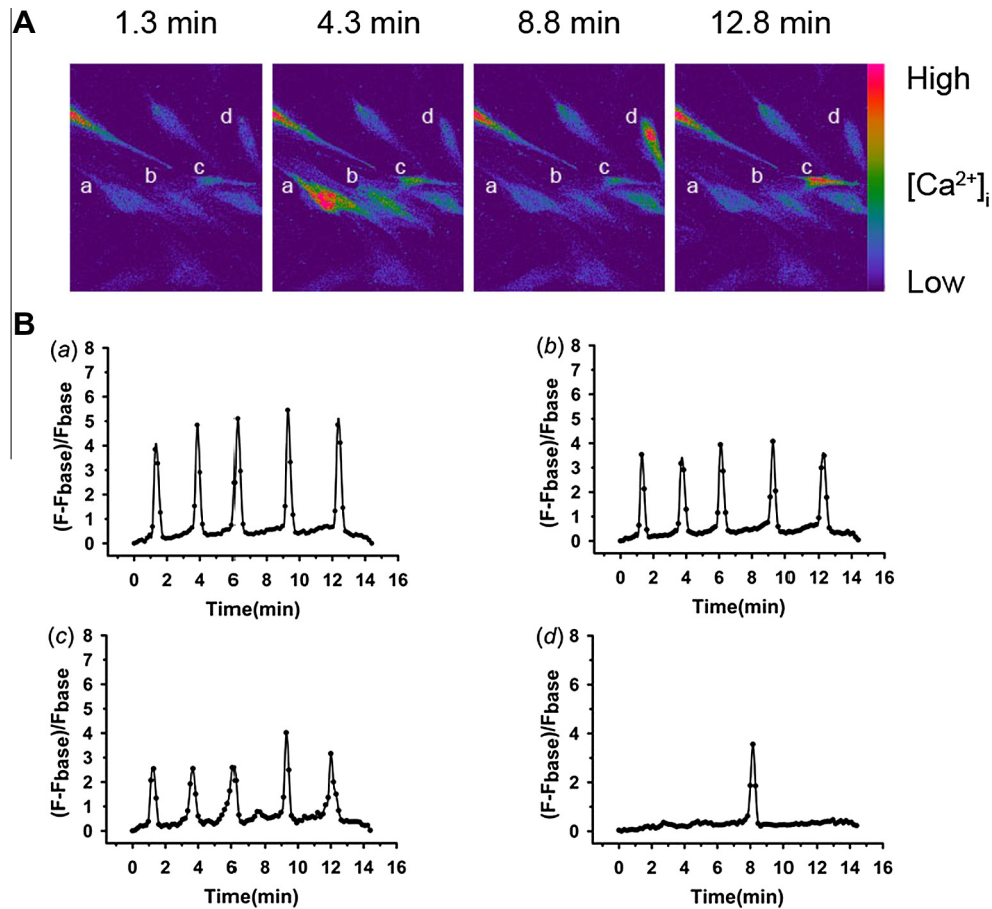 A
1.3 min 4.3 min 8.8 min 12.8 min
a b c d
a b c d
a b c d
a b c d
High
[Ca²⁺]i
Low
B
(a)
(F-Fbase)/Fbase
8
7
6
5
4
3
2
1
0
0 2 4 6 8 10 12 14 16
Time(min)
(b)
(F-Fbase)/Fbase
8
7
6
5
4
3
2
1
0
0 2 4 6 8 10 12 14 16
Time(min)
(c)
(F-Fbase)/Fbase
8
7
6
5
4
3
2
1
0
0 2 4 6 8 10 12 14 16
Time(min)
(d)
(F-Fbase)/Fbase
8
6
4
2
0
0 2 4 6 8 10 12 14 16
Time(min)